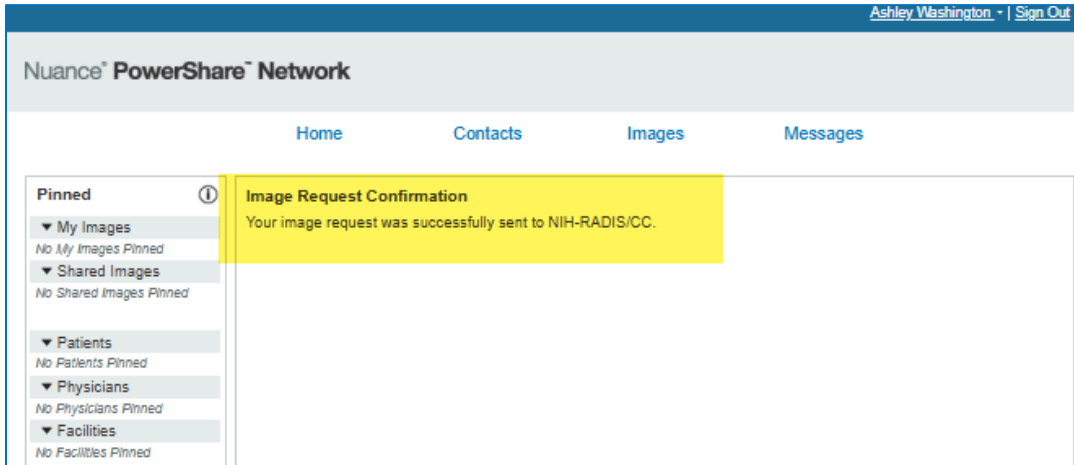 Ashley Washington - | Sign Out
Nuance® PowerShare™ Network
Home Contacts Images Messages
Pinned
▼ My Images
No My Images Pinned
▼ Shared Images
No Shared Images Pinned
▼ Patients
No Patients Pinned
▼ Physicians
No Physicians Pinned
▼ Facilities
No Facilities Pinned
Image Request Confirmation
Your image request was successfully sent to NIH-RADIS/CC.